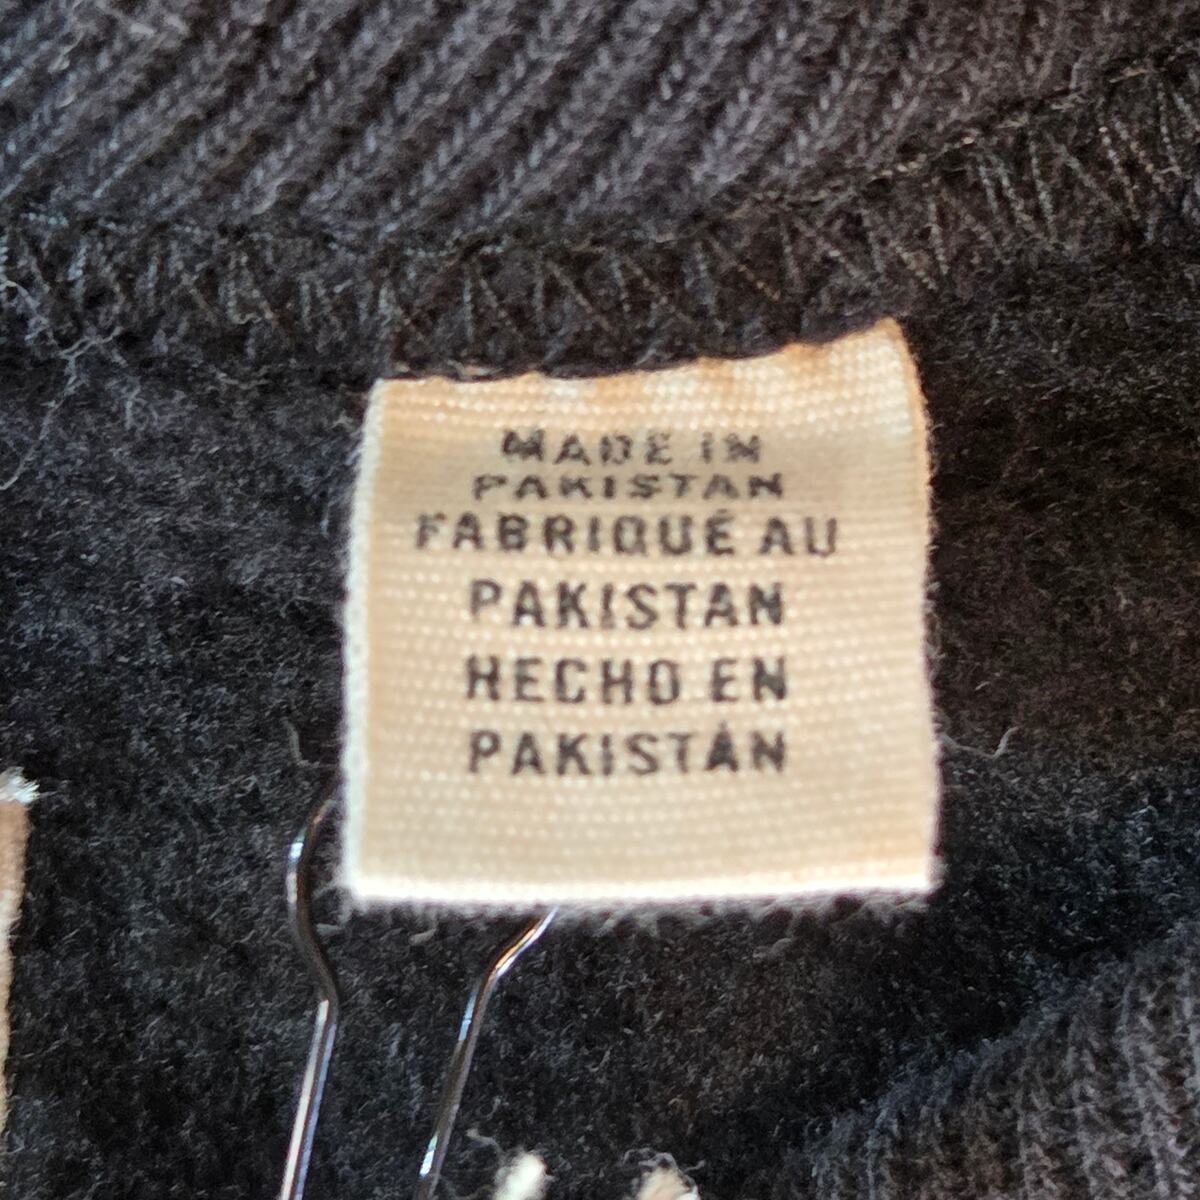 MADE IN
PAKISTAN
FABRIQUÉ AU
PAKISTAN
HECHO EN
PAKISTÁN